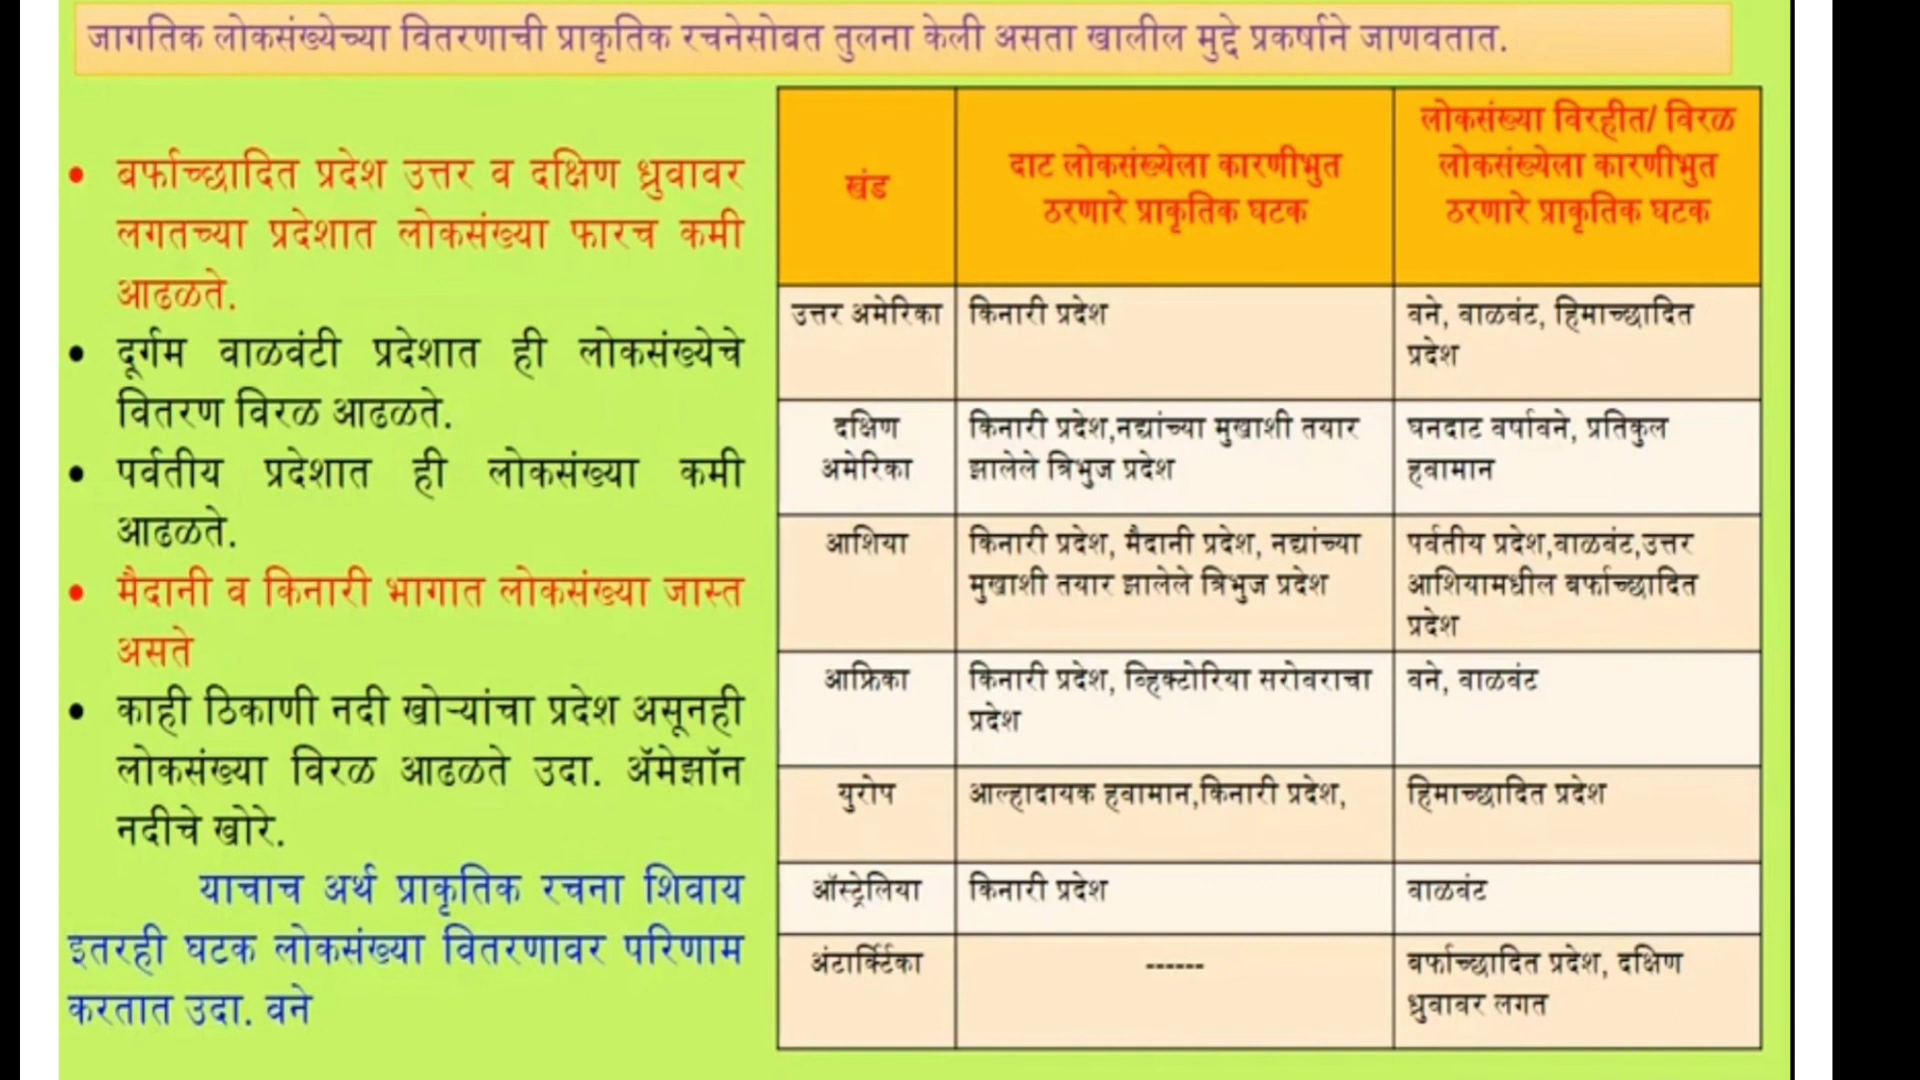 जागतिक लोकसंख्येच्या वितरणाची प्राकृतिक रचनेसोबत तुलना केली असता खालील मुद्दे प्रकर्षाने जाणवतात.
• बर्फाच्छादित प्रदेश उत्तर व दक्षिण ध्रुवावर
लगतच्या प्रदेशात लोकसंख्या फारच कमी
आढळते.
• दूर्गम वाळवंटी प्रदेशात ही लोकसंख्येचे
वितरण विरळ आढळते.
• पर्वतीय प्रदेशात ही लोकसंख्या कमी
आढळते.
• मैदानी व किनारी भागात लोकसंख्या जास्त
असते
• काही ठिकाणी नदी खोऱ्यांचा प्रदेश असूनही
लोकसंख्या विरळ आढळते उदा. ॲमेझॉन
नदीचे खोरे.
याचाच अर्थ प्राकृतिक रचना शिवाय
इतरही घटक लोकसंख्या वितरणावर परिणाम
करतात उदा. वने
खंड
दाट लोकसंख्येला कारणीभुत
ठरणारे प्राकृतिक घटक
लोकसंख्या विरहीत/ विरळ
लोकसंख्येला कारणीभुत
ठरणारे प्राकृतिक घटक
उत्तर अमेरिका
किनारी प्रदेश
वने, वाळवंट, हिमाच्छादित
प्रदेश
दक्षिण
अमेरिका
किनारी प्रदेश,नद्यांच्या मुखाशी तयार
झालेले त्रिभुज प्रदेश
घनदाट वर्षावने, प्रतिकुल
हवामान
आशिया
किनारी प्रदेश, मैदानी प्रदेश, नद्यांच्या
मुखाशी तयार झालेले त्रिभुज प्रदेश
पर्वतीय प्रदेश,वाळवंट,उत्तर
आशियामधील बर्फाच्छादित
प्रदेश
आफ्रिका
किनारी प्रदेश, व्हिक्टोरिया सरोवराचा
प्रदेश
वने, वाळवंट
युरोप
आल्हादायक हवामान,किनारी प्रदेश,
हिमाच्छादित प्रदेश
ऑस्ट्रेलिया
किनारी प्रदेश
वाळवंट
अंटार्क्टिका
------
बर्फाच्छादित प्रदेश, दक्षिण
ध्रुवावर लगत